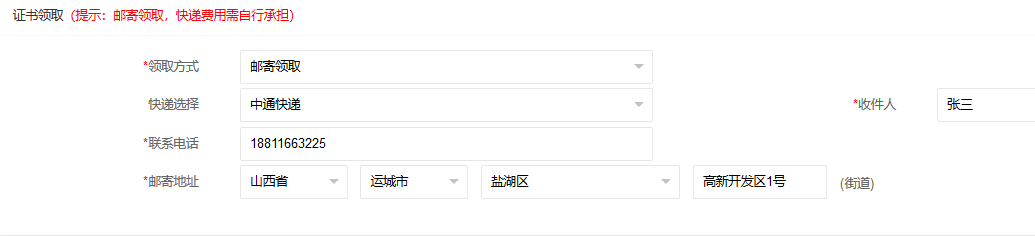 证书领取 (提示：邮寄领取，快递费用需自行承担)
*领取方式 邮寄领取
快递选择 中通快递 *收件人 张三
*联系电话 18811663225
*邮寄地址 山西省 运城市 盐湖区 高新开发区1号 (街道)